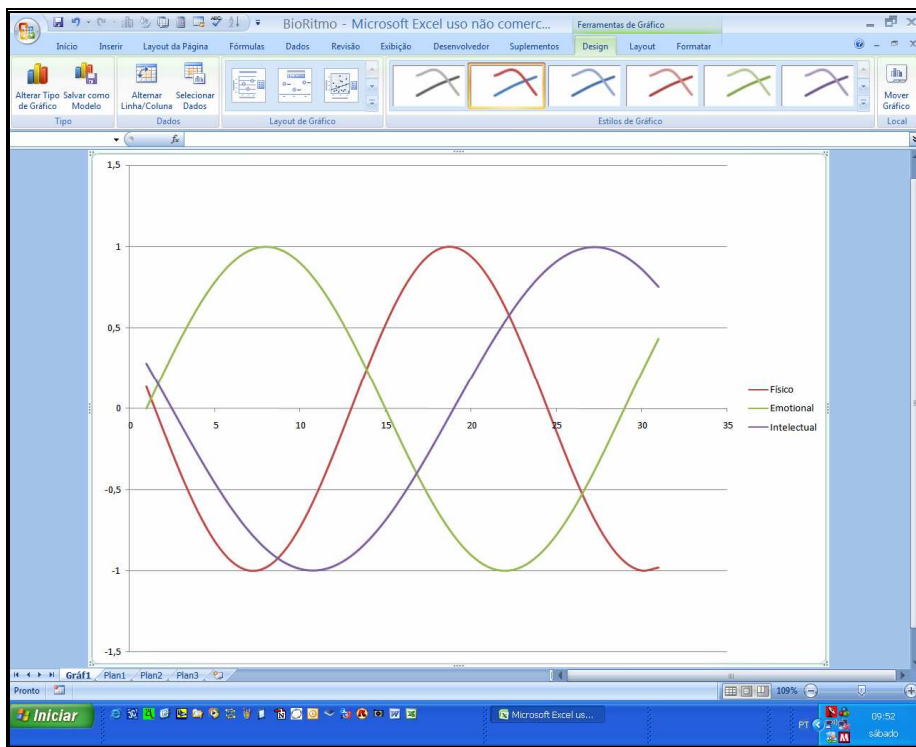 BioRitmo - Microsoft Excel uso não comerc...
Ferramentas de Gráfico
Início Inserir Layout da Página Fórmulas Dados Revisão Exibição Desenvolvedor Suplementos Design Layout Formatar
Alterar Tipo de Gráfico
Salvar como Modelo
Alternar Linha/Coluna
Selecionar Dados
Mover Gráfico
Tipo Dados Layout de Gráfico Estilos de Gráfico Local
fx
1,5
1
0,5
0
-0,5
-1
-1,5
0 5 10 15 20 25 30 35
Físico
Emotional
Intelectual
Gráf1 Plan1 Plan2 Plan3
Pronto
109%
Iniciar
Microsoft Excel us...
PT
09:52
sábado